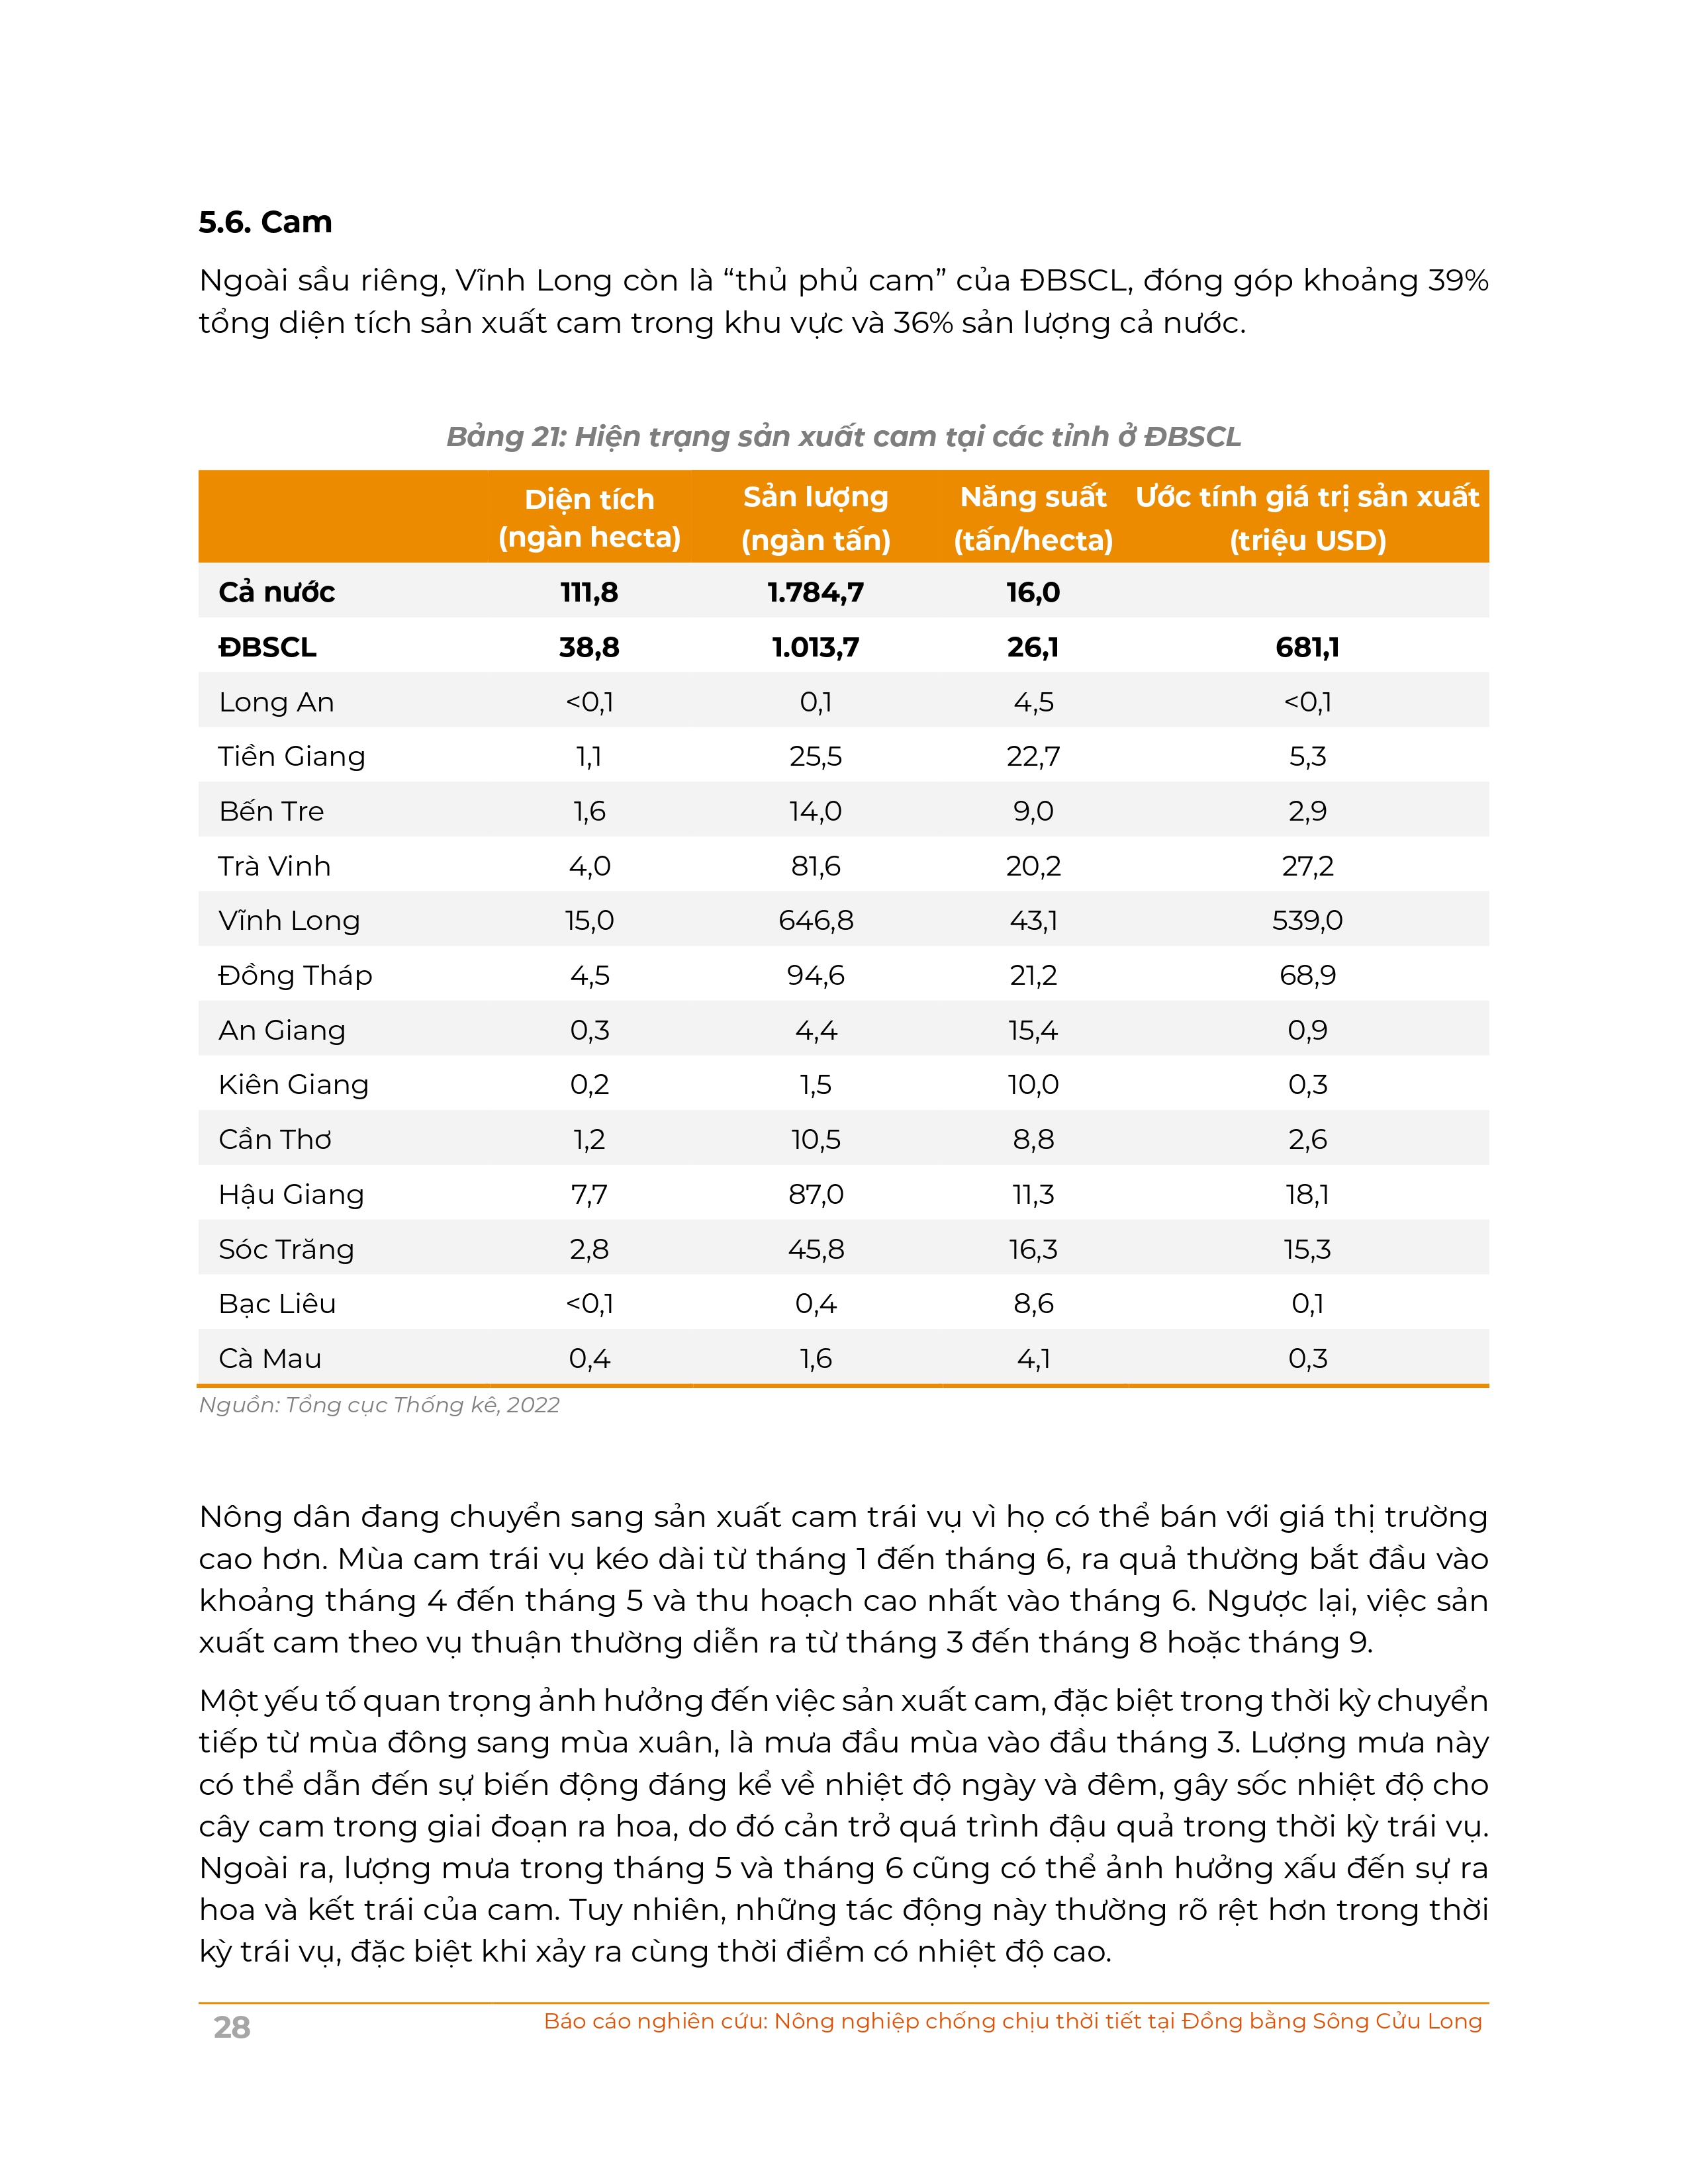 5.6. Cam
Ngoài sầu riêng, Vĩnh Long còn là “thủ phủ cam” của ĐBSCL, đóng góp khoảng 39%
tổng diện tích sản xuất cam trong khu vực và 36% sản lượng cả nước.
Bảng 21: Hiện trạng sản xuất cam tại các tỉnh ở ĐBSCL
Diện tích (ngàn hecta) Sản lượng (ngàn tấn) Năng suất (tấn/hecta) Ước tính giá trị sản xuất (triệu USD)
Cả nước 111,8 1.784,7 16,0
ĐBSCL 38,8 1.013,7 26,1 681,1
Long An <0,1 0,1 4,5 <0,1
Tiền Giang 1,1 25,5 22,7 5,3
Bến Tre 1,6 14,0 9,0 2,9
Trà Vinh 4,0 81,6 20,2 27,2
Vĩnh Long 15,0 646,8 43,1 539,0
Đồng Tháp 4,5 94,6 21,2 68,9
An Giang 0,3 4,4 15,4 0,9
Kiên Giang 0,2 1,5 10,0 0,3
Cần Thơ 1,2 10,5 8,8 2,6
Hậu Giang 7,7 87,0 11,3 18,1
Sóc Trăng 2,8 45,8 16,3 15,3
Bạc Liêu <0,1 0,4 8,6 0,1
Cà Mau 0,4 1,6 4,1 0,3
Nguồn: Tổng cục Thống kê, 2022
Nông dân đang chuyển sang sản xuất cam trái vụ vì họ có thể bán với giá thị trường
cao hơn. Mùa cam trái vụ kéo dài từ tháng 1 đến tháng 6, ra quả thường bắt đầu vào
khoảng tháng 4 đến tháng 5 và thu hoạch cao nhất vào tháng 6. Ngược lại, việc sản
xuất cam theo vụ thuận thường diễn ra từ tháng 3 đến tháng 8 hoặc tháng 9.
Một yếu tố quan trọng ảnh hưởng đến việc sản xuất cam, đặc biệt trong thời kỳ chuyển
tiếp từ mùa đông sang mùa xuân, là mưa đầu mùa vào đầu tháng 3. Lượng mưa này
có thể dẫn đến sự biến động đáng kể về nhiệt độ ngày và đêm, gây sốc nhiệt độ cho
cây cam trong giai đoạn ra hoa, do đó cản trở quá trình đậu quả trong thời kỳ trái vụ.
Ngoài ra, lượng mưa trong tháng 5 và tháng 6 cũng có thể ảnh hưởng xấu đến sự ra
hoa và kết trái của cam. Tuy nhiên, những tác động này thường rõ rệt hơn trong thời
kỳ trái vụ, đặc biệt khi xảy ra cùng thời điểm có nhiệt độ cao.
28 Báo cáo nghiên cứu: Nông nghiệp chống chịu thời tiết tại Đồng bằng Sông Cửu Long